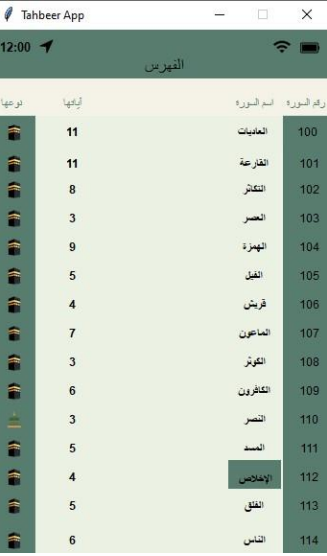 Tahbeer App
12:00
الفهرس
رقم السورة اسم السورة آياتها نوعها
100 العاديات 11
101 القارعة 11
102 التكاثر 8
103 العصر 3
104 الهمزة 9
105 الفيل 5
106 قريش 4
107 الماعون 7
108 الكوثر 3
109 الكافرون 6
110 النصر 3
111 المسد 5
112 الإخلاص 4
113 الفلق 5
114 الناس 6